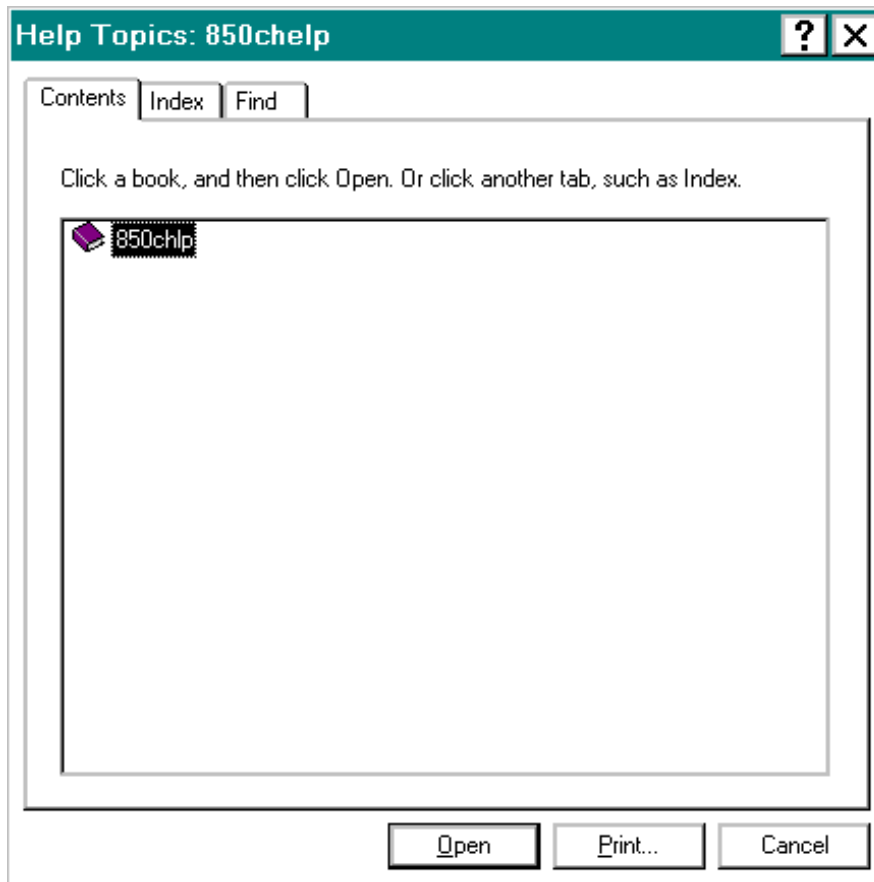 Help Topics: 850chelp
Contents Index Find
Click a book, and then click Open. Or click another tab, such as Index.
850chlp
Open Print... Cancel